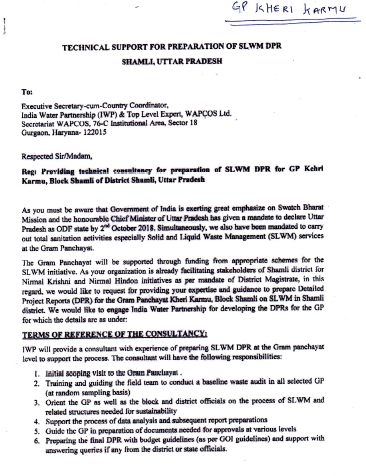 GP KHERI KARMU
TECHNICAL SUPPORT FOR PREPARATION OF SLWM DPR
SHAMLI, UTTAR PRADESH
To:
Executive Secretary-cum-Country Coordinator,
India Water Partnership (IWP) & Top Level Expert, WAPCOS Ltd.
Secretariat WAPCOS, 76-C Institutional Area, Sector 18
Gurgaon, Haryana- 122015
Respected Sir/Madam,
Reg: Providing technical consultancy for preparation of SLWM DPR for GP Kehri
Karmu, Block Shamli of District Shamli, Uttar Pradesh
As you must be aware that Government of India is exerting great emphasis on Swatch Bharat
Mission and the honourable Chief Minister of Uttar Pradesh has given a mandate to declare Uttar
Pradesh as ODF state by 2nd October 2018. Simultaneously, we also have been mandated to carry
out total sanitation activities especially Solid and Liquid Waste Management (SLWM) services
at the Gram Panchayat.
The Gram Panchayat will be supported through funding from appropriate schemes for the
SLWM initiative. As your organization is already facilitating stakeholders of Shamli district for
Nirmal Krishni and Nirmal Hindon initiatives as per mandate of District Magistrate, in this
regard, we would like to request for providing your expertise and guidance to prepare Detailed
Project Reports (DPR) for the Gram Panchayat Kheri Karmu, Block Shamli on SLWM in Shamli
district. We would like to engage India Water Partnership for developing the DPRs for the GP
for which the details are as under:
TERMS OF REFERENCE OF THE CONSULTANCY:
IWP will provide a consultant with experience of preparing SLWM DPR at the Gram panchayat
level to support the process. The consultant will have the following responsibilities:
1. Initial scoping visit to the Gram Panchayat .
2. Training and guiding the field team to conduct a baseline waste audit in all selected GP
(at random sampling basis)
3. Orient the GP as well as the block and district officials on the process of SLWM and
related structures needed for sustainability
4. Support the process of data analysis and subsequent report preparations
5. Guide the GP in preparation of documents needed for approvals at various levels
6. Preparing the final DPR with budget guidelines (as per GOI guidelines) and support with
answering queries if any from the district or state officials.